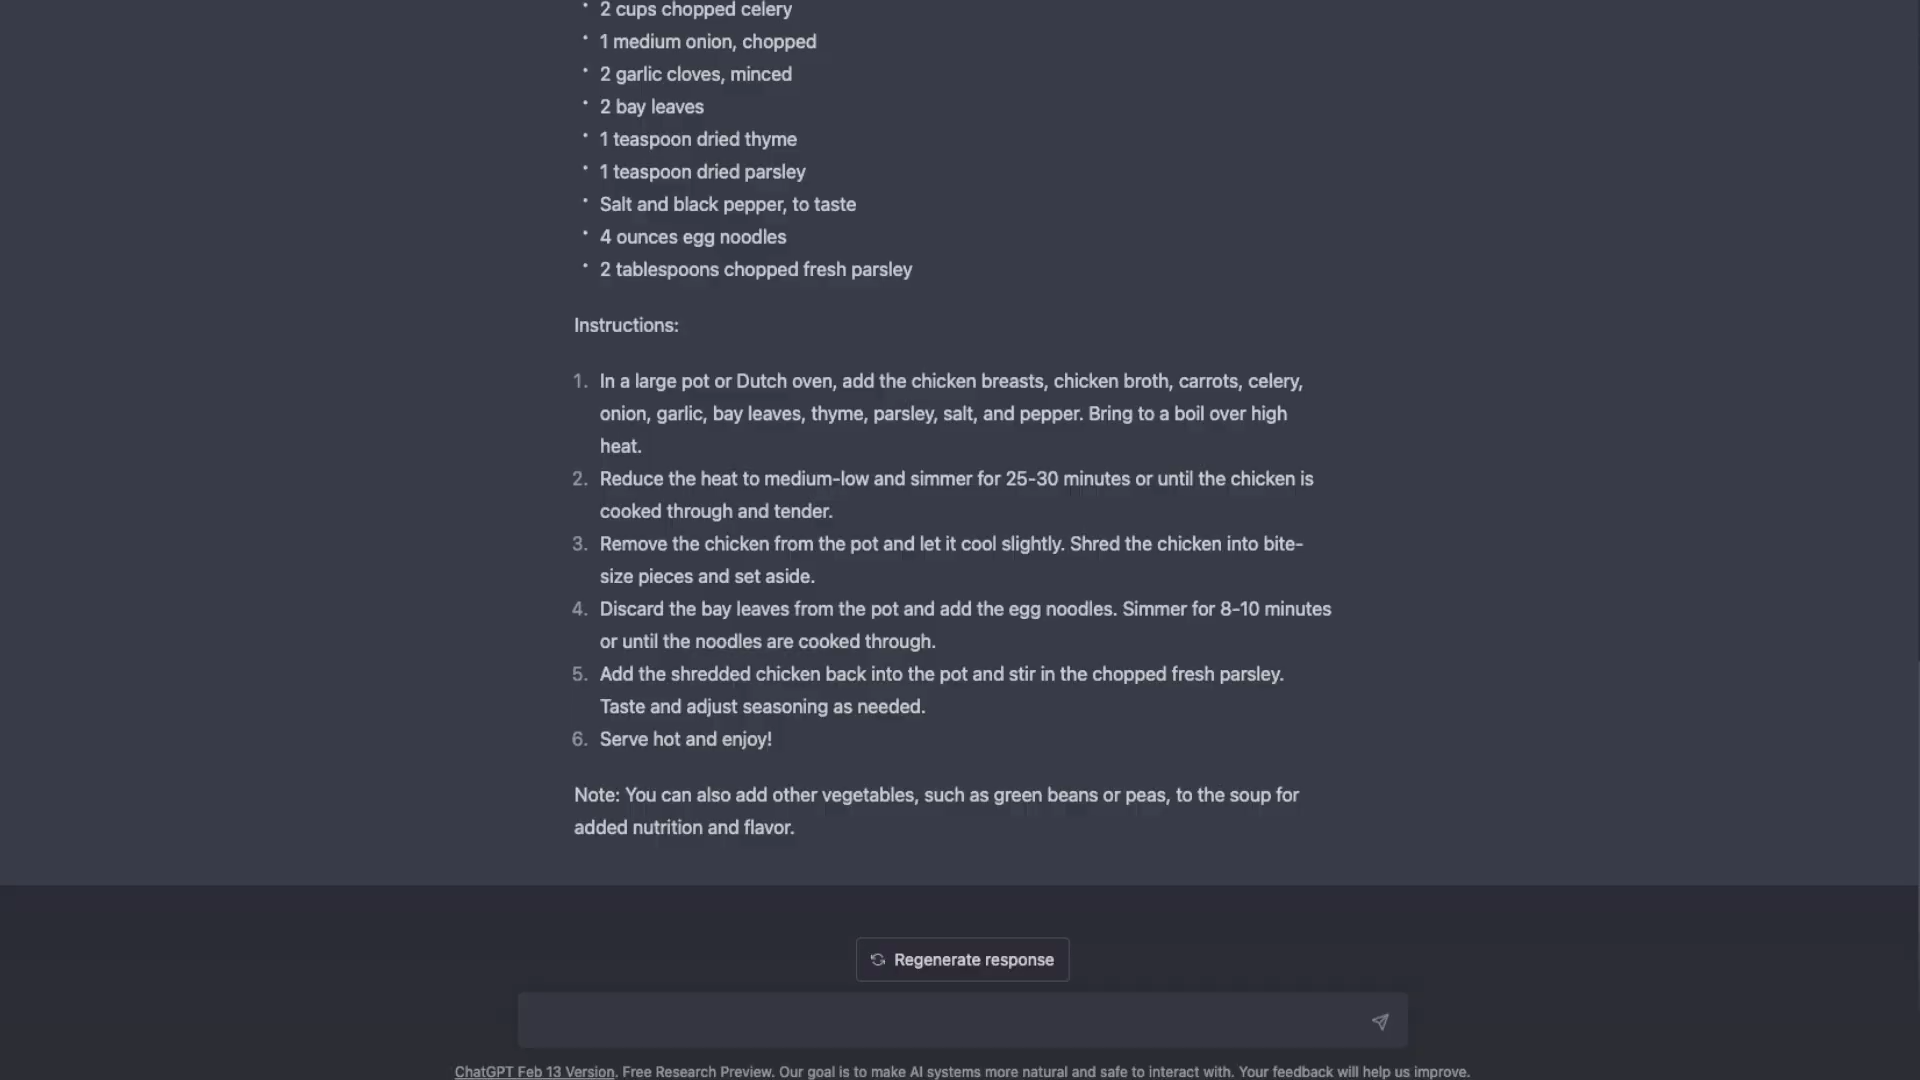 • 2 cups chopped celery
• 1 medium onion, chopped
• 2 garlic cloves, minced
• 2 bay leaves
• 1 teaspoon dried thyme
• 1 teaspoon dried parsley
• Salt and black pepper, to taste
• 4 ounces egg noodles
• 2 tablespoons chopped fresh parsley
Instructions:
1. In a large pot or Dutch oven, add the chicken breasts, chicken broth, carrots, celery,
onion, garlic, bay leaves, thyme, parsley, salt, and pepper. Bring to a boil over high
heat.
2. Reduce the heat to medium-low and simmer for 25-30 minutes or until the chicken is
cooked through and tender.
3. Remove the chicken from the pot and let it cool slightly. Shred the chicken into bite-
size pieces and set aside.
4. Discard the bay leaves from the pot and add the egg noodles. Simmer for 8-10 minutes
or until the noodles are cooked through.
5. Add the shredded chicken back into the pot and stir in the chopped fresh parsley.
Taste and adjust seasoning as needed.
6. Serve hot and enjoy!
Note: You can also add other vegetables, such as green beans or peas, to the soup for
added nutrition and flavor.
Regenerate response
ChatGPT Feb 13 Version. Free Research Preview. Our goal is to make AI systems more natural and safe to interact with. Your feedback will help us improve.